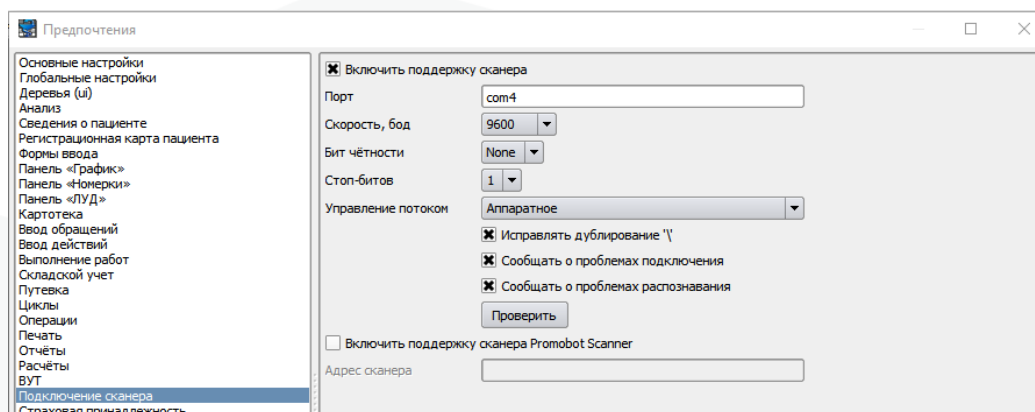 Предпочтения
Основные настройки
Глобальные настройки
Деревья (ui)
Анализ
Сведения о пациенте
Регистрационная карта пациента
Формы ввода
Панель «График»
Панель «Номерки»
Панель «ЛУД»
Картотека
Ввод обращений
Ввод действий
Выполнение работ
Складской учет
Путевка
Циклы
Операции
Печать
Отчёты
Расчёты
ВУТ
Подключение сканера
Страховая принадлежность
Включить поддержку сканера
Порт com4
Скорость, бод 9600
Бит чётности None
Стоп-битов 1
Управление потоком Аппаратное
Исправлять дублирование '\'
Сообщать о проблемах подключения
Сообщать о проблемах распознавания
Проверить
Включить поддержку сканера Promobot Scanner
Адрес сканера